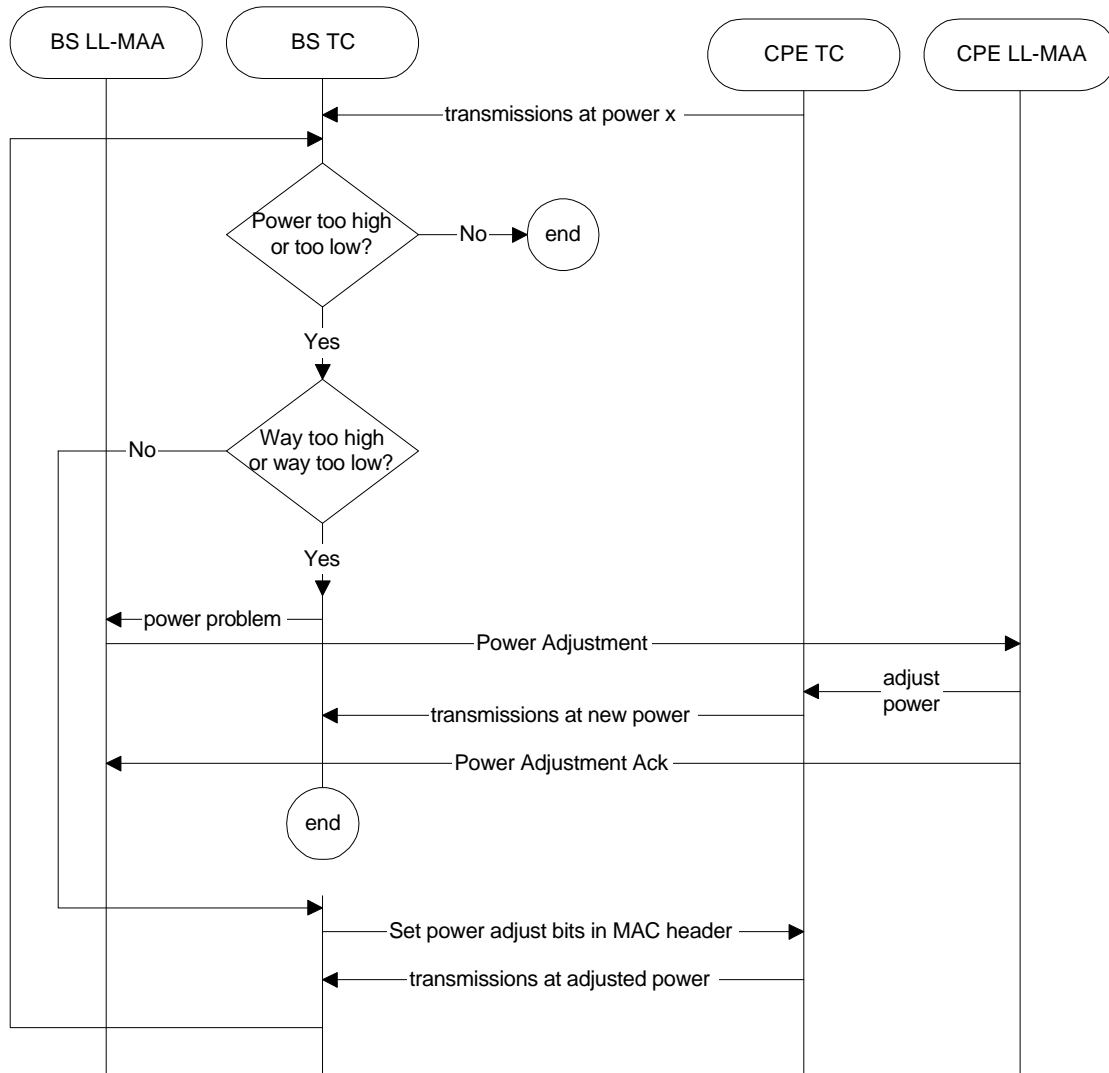 BS LL-MAA
BS TC
CPE TC
CPE LL-MAA
transmissions at power x
Power too high
or too low?
No
end
Yes
Way too high
or way too low?
No
Yes
power problem
Power Adjustment
adjust
power
transmissions at new power
Power Adjustment Ack
end
Set power adjust bits in MAC header
transmissions at adjusted power